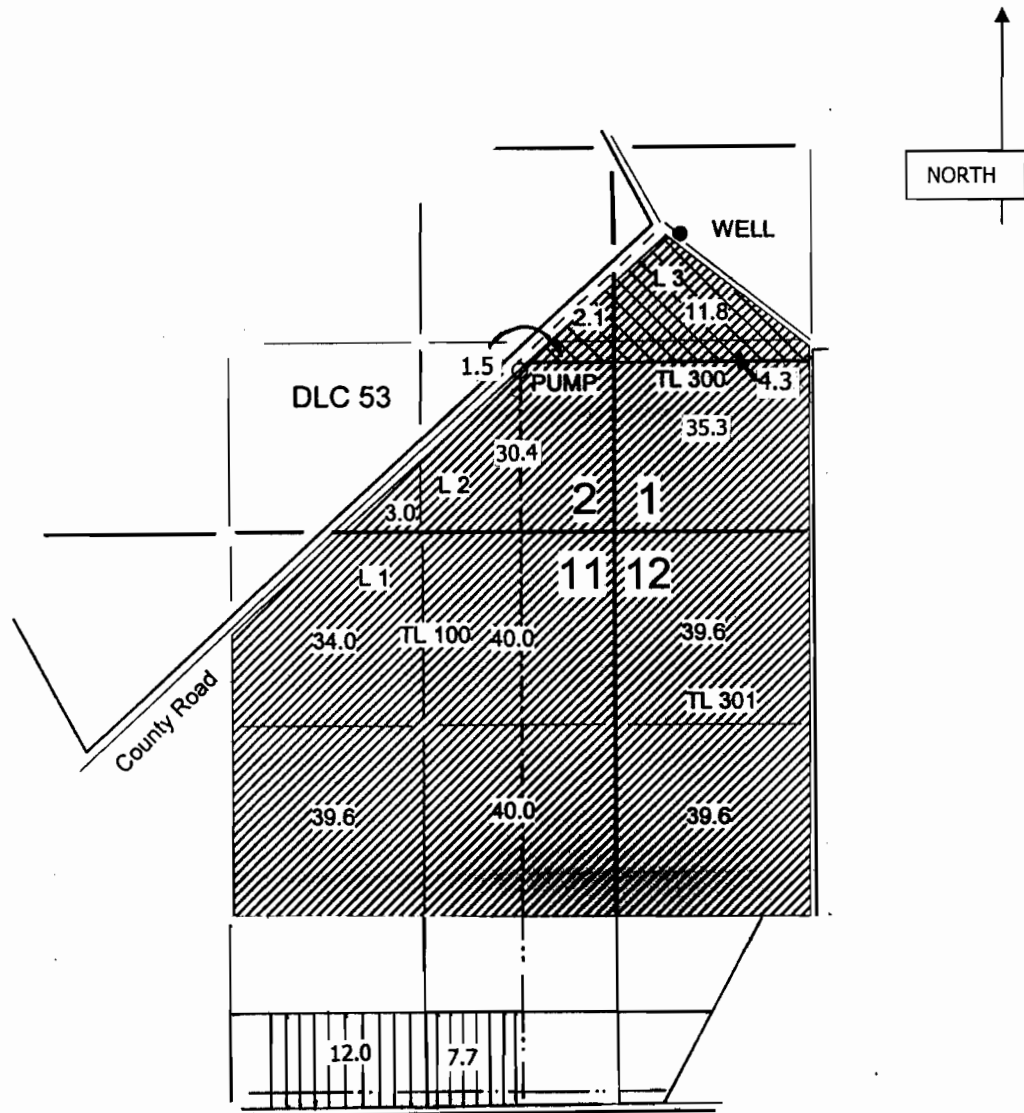 NORTH
WELL
L 3
11.8
2.1
1.5
PUMP
TL 300
4.3
DLC 53
35.3
30.4
L 2
3.0
2 1
L 1
11 12
34.0
TL 100
40.0
39.6
TL 301
County Road
39.6
40.0
39.6
12.0
7.7